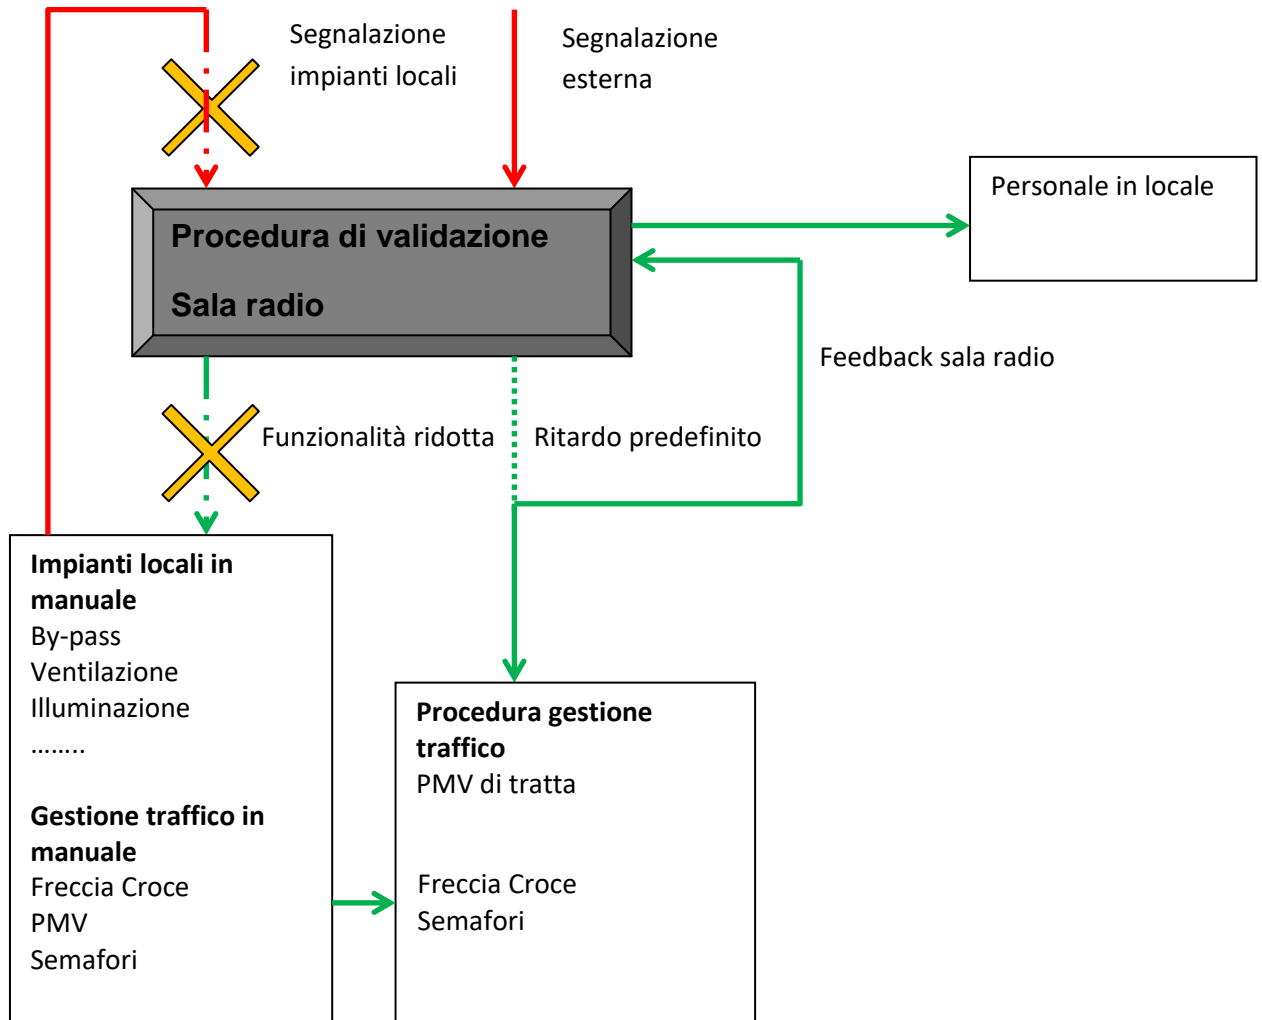 Segnalazione
impianti locali
Segnalazione
esterna
Personale in locale
Procedura di validazione
Sala radio
Feedback sala radio
Funzionalità ridotta
Ritardo predefinito
Impianti locali in
manuale
By-pass
Ventilazione
Illuminazione
……..
Gestione traffico in
manuale
Freccia Croce
PMV
Semafori
Procedura gestione
traffico
PMV di tratta
Freccia Croce
Semafori